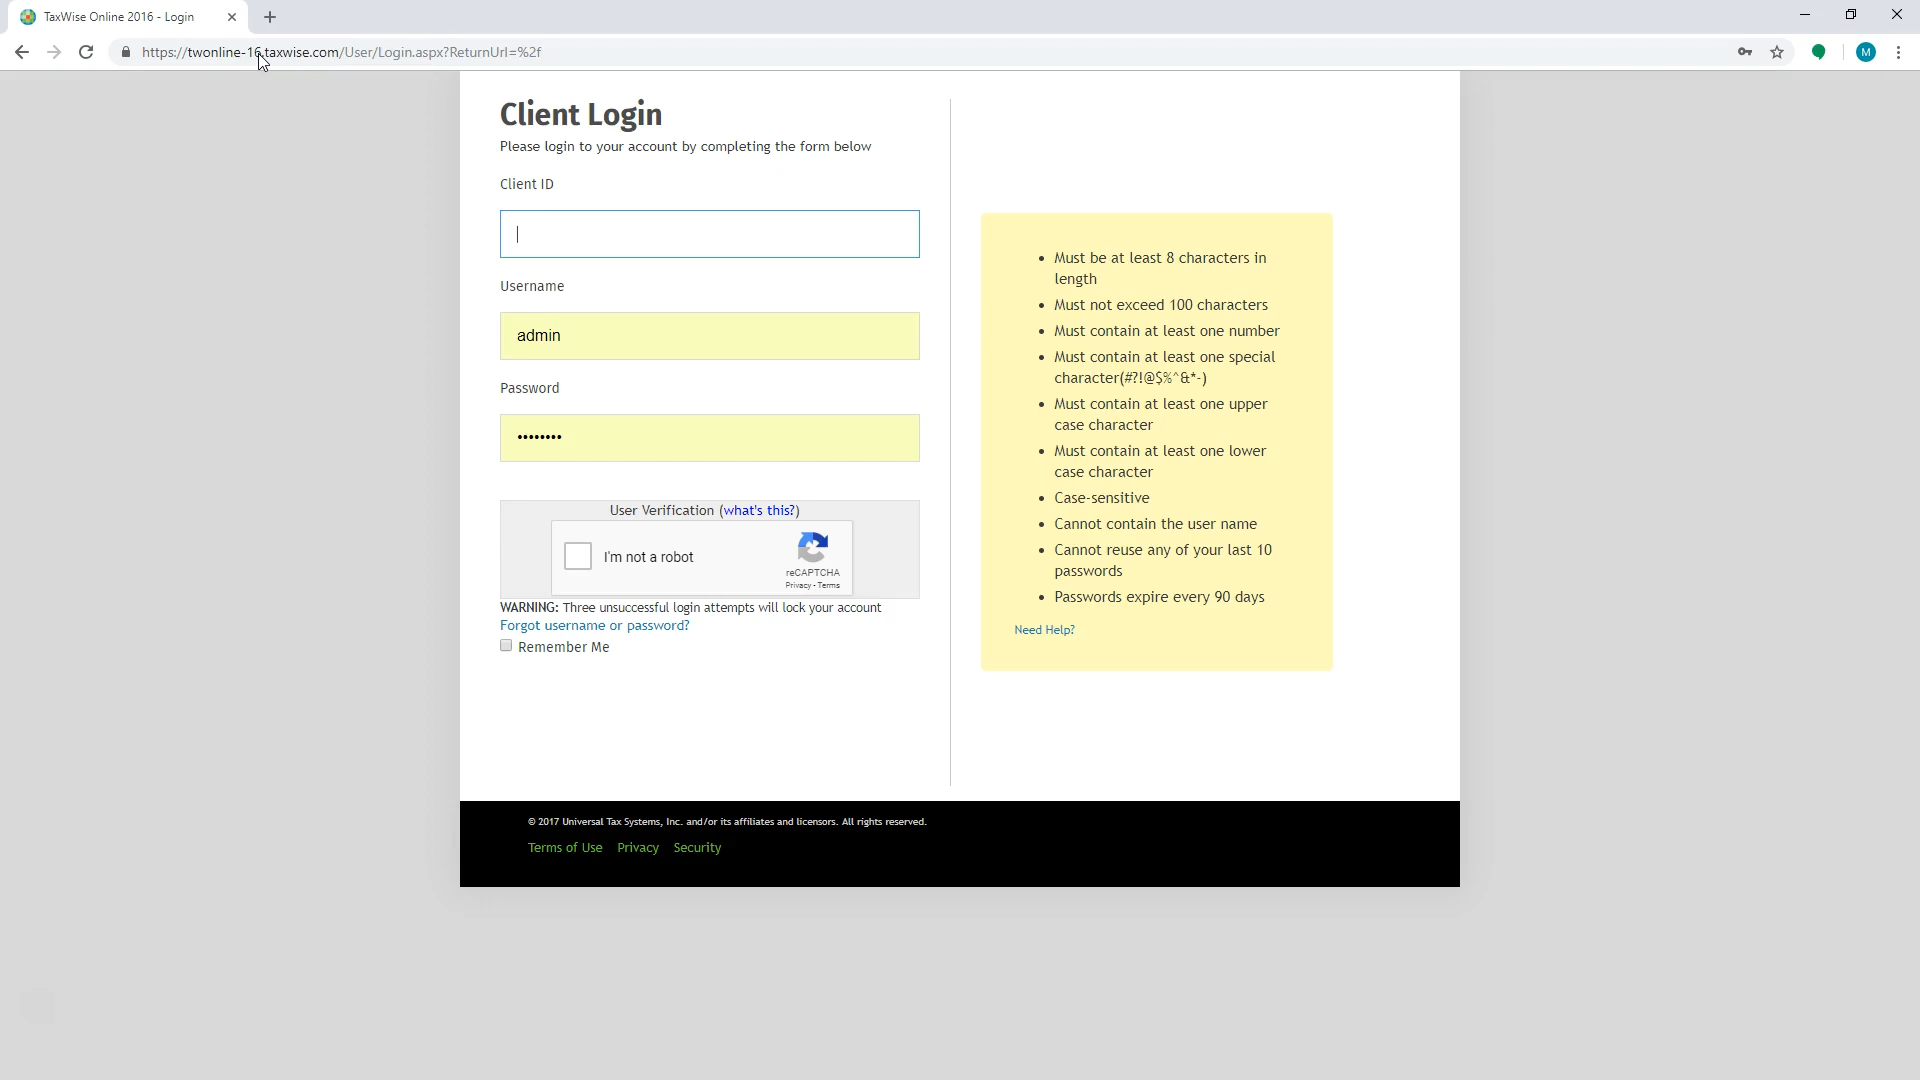 TaxWise Online 2016 - Login
https://twonline-16.taxwise.com/User/Login.aspx?ReturnUrl=%2f
M
Client Login
Please login to your account by completing the form below
Client ID
Username
admin
Password
••••••••
User Verification (what's this?)
I'm not a robot
reCAPTCHA
Privacy - Terms
WARNING: Three unsuccessful login attempts will lock your account
Forgot username or password?
Remember Me
• Must be at least 8 characters in
length
• Must not exceed 100 characters
• Must contain at least one number
• Must contain at least one special
character(#?!@$%^&*-)
• Must contain at least one upper
case character
• Must contain at least one lower
case character
• Case-sensitive
• Cannot contain the user name
• Cannot reuse any of your last 10
passwords
• Passwords expire every 90 days
Need Help?
© 2017 Universal Tax Systems, Inc. and/or its affiliates and licensors. All rights reserved.
Terms of Use Privacy Security